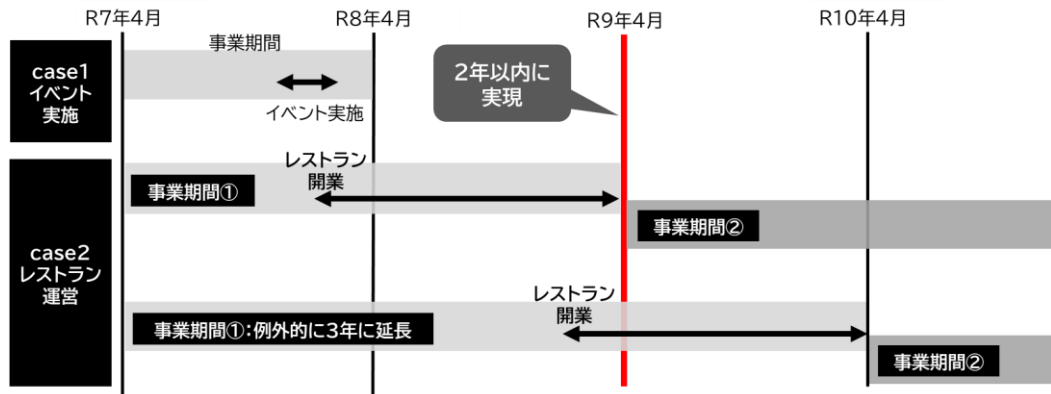 R7年4月
R8年4月
R9年4月
R10年4月
case1
イベント
実施
事業期間
イベント実施
2年以内に
実現
case2
レストラン
運営
事業期間①
レストラン
開業
事業期間②
事業期間①:例外的に3年に延長
レストラン
開業
事業期間②